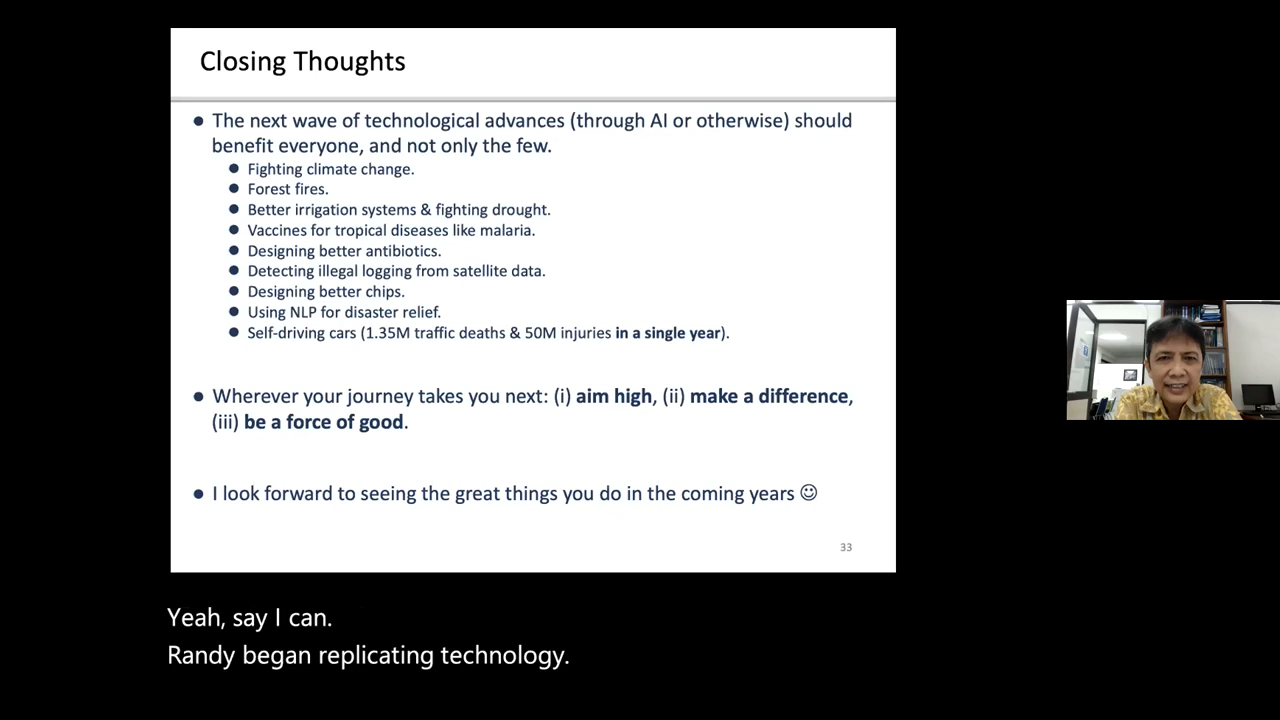 Closing Thoughts
● The next wave of technological advances (through AI or otherwise) should
benefit everyone, and not only the few.
● Fighting climate change.
● Forest fires.
● Better irrigation systems & fighting drought.
● Vaccines for tropical diseases like malaria.
● Designing better antibiotics.
● Detecting illegal logging from satellite data.
● Designing better chips.
● Using NLP for disaster relief.
● Self-driving cars (1.35M traffic deaths & 50M injuries in a single year).
● Wherever your journey takes you next: (i) aim high, (ii) make a difference,
(iii) be a force of good.
● I look forward to seeing the great things you do in the coming years ☺
33
Yeah, say I can.
Randy began replicating technology.